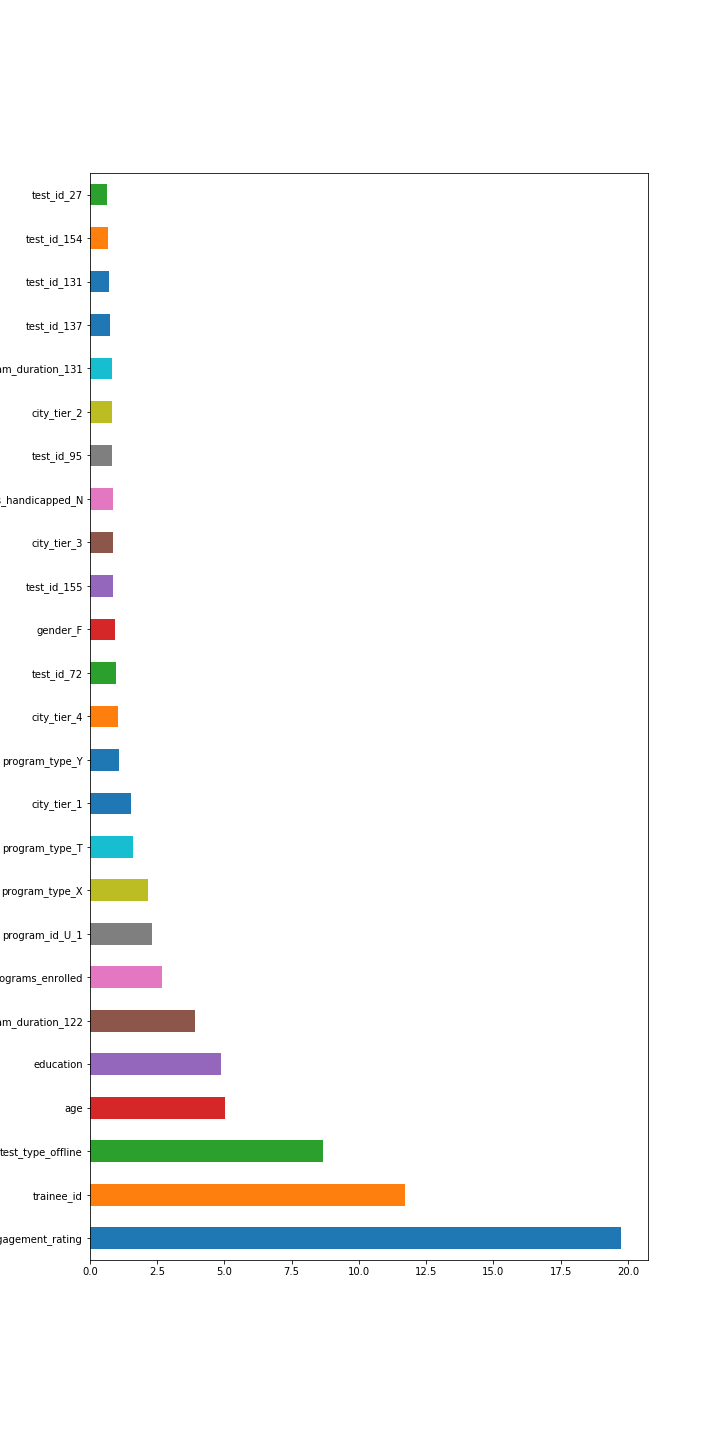 test_id_27
test_id_154
test_id_131
test_id_137
am_duration_131
city_tier_2
test_id_95
s_handicapped_N
city_tier_3
test_id_155
gender_F
test_id_72
city_tier_4
program_type_Y
city_tier_1
program_type_T
program_type_X
program_id_U_1
ograms_enrolled
am_duration_122
education
age
test_type_offline
trainee_id
gagement_rating
0.0 2.5 5.0 7.5 10.0 12.5 15.0 17.5 20.0